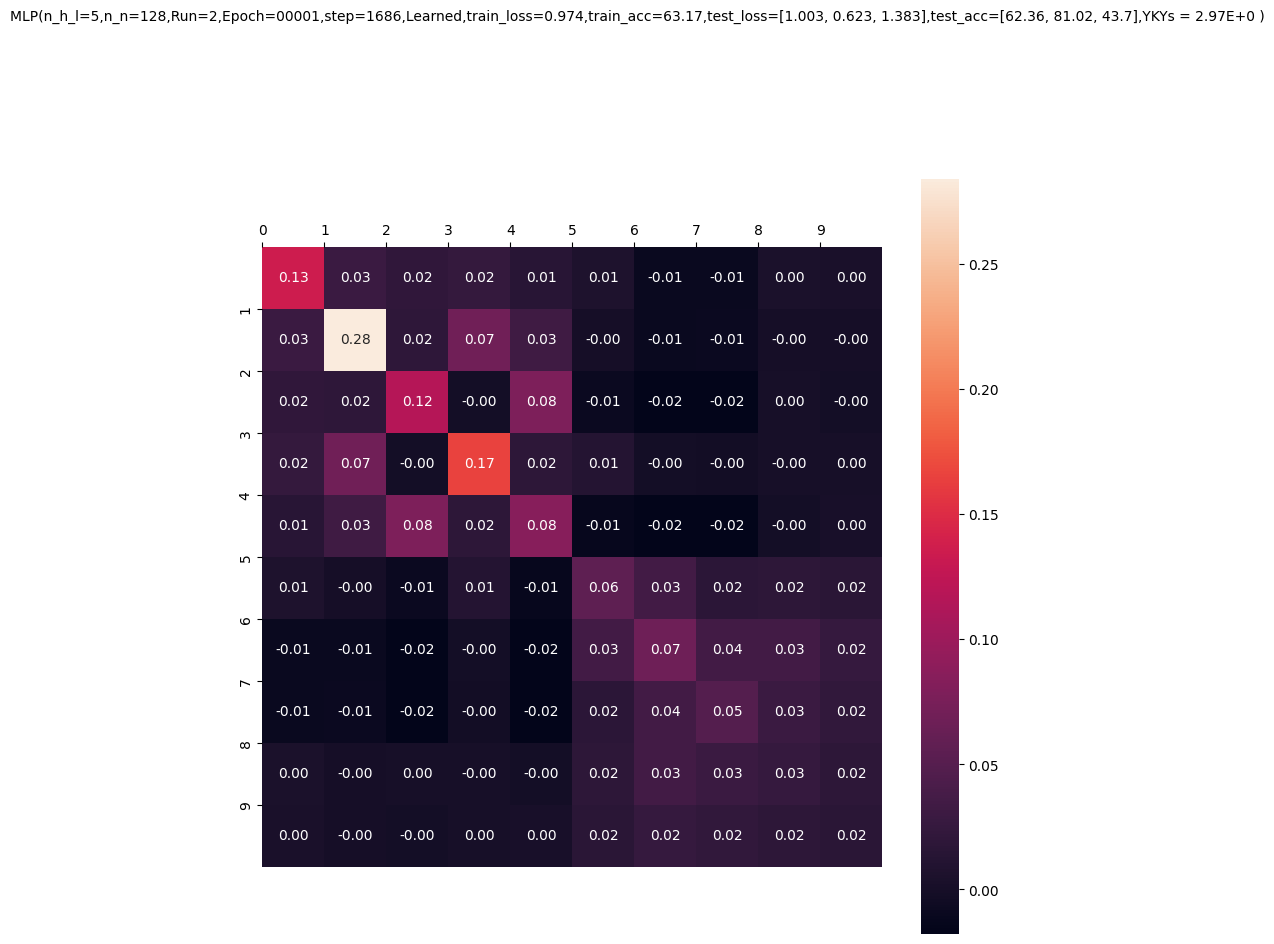 MLP(n_h_l=5,n_n=128,Run=2,Epoch=00001,step=1686,Learned,train_loss=0.974,train_acc=63.17,test_loss=[1.003, 0.623, 1.383],test_acc=[62.36, 81.02, 43.7],YKYs = 2.97E+0 )
0 1 2 3 4 5 6 7 8 9
0.13 0.03 0.02 0.02 0.01 0.01 -0.01 -0.01 0.00 0.00
1
0.03 0.28 0.02 0.07 0.03 -0.00 -0.01 -0.01 -0.00 -0.00
2
0.02 0.02 0.12 -0.00 0.08 -0.01 -0.02 -0.02 0.00 -0.00
3
0.02 0.07 -0.00 0.17 0.02 0.01 -0.00 -0.00 -0.00 0.00
4
0.01 0.03 0.08 0.02 0.08 -0.01 -0.02 -0.02 -0.00 0.00
5
0.01 -0.00 -0.01 0.01 -0.01 0.06 0.03 0.02 0.02 0.02
6
-0.01 -0.01 -0.02 -0.00 -0.02 0.03 0.07 0.04 0.03 0.02
7
-0.01 -0.01 -0.02 -0.00 -0.02 0.02 0.04 0.05 0.03 0.02
8
0.00 -0.00 0.00 -0.00 -0.00 0.02 0.03 0.03 0.03 0.02
9
0.00 -0.00 -0.00 0.00 0.00 0.02 0.02 0.02 0.02 0.02
0.25
0.20
0.15
0.10
0.05
0.00